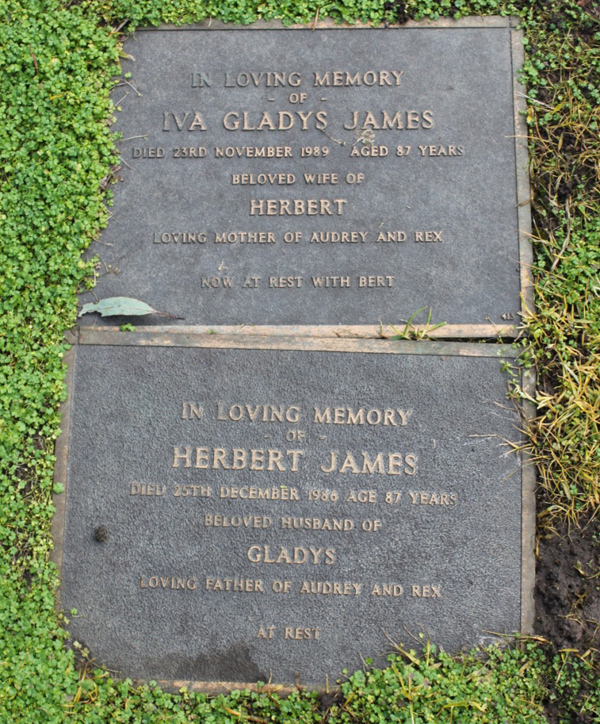 IN LOVING MEMORY
- OF -
IVA GLADYS JAMES
DIED 23RD NOVEMBER 1989 AGED 87 YEARS
BELOVED WIFE OF
HERBERT
LOVING MOTHER OF AUDREY AND REX
NOW AT REST WITH BERT
IN LOVING MEMORY
- OF -
HERBERT JAMES
DIED 25TH DECEMBER 1986 AGE 87 YEARS
BELOVED HUSBAND OF
GLADYS
LOVING FATHER OF AUDREY AND REX
AT REST